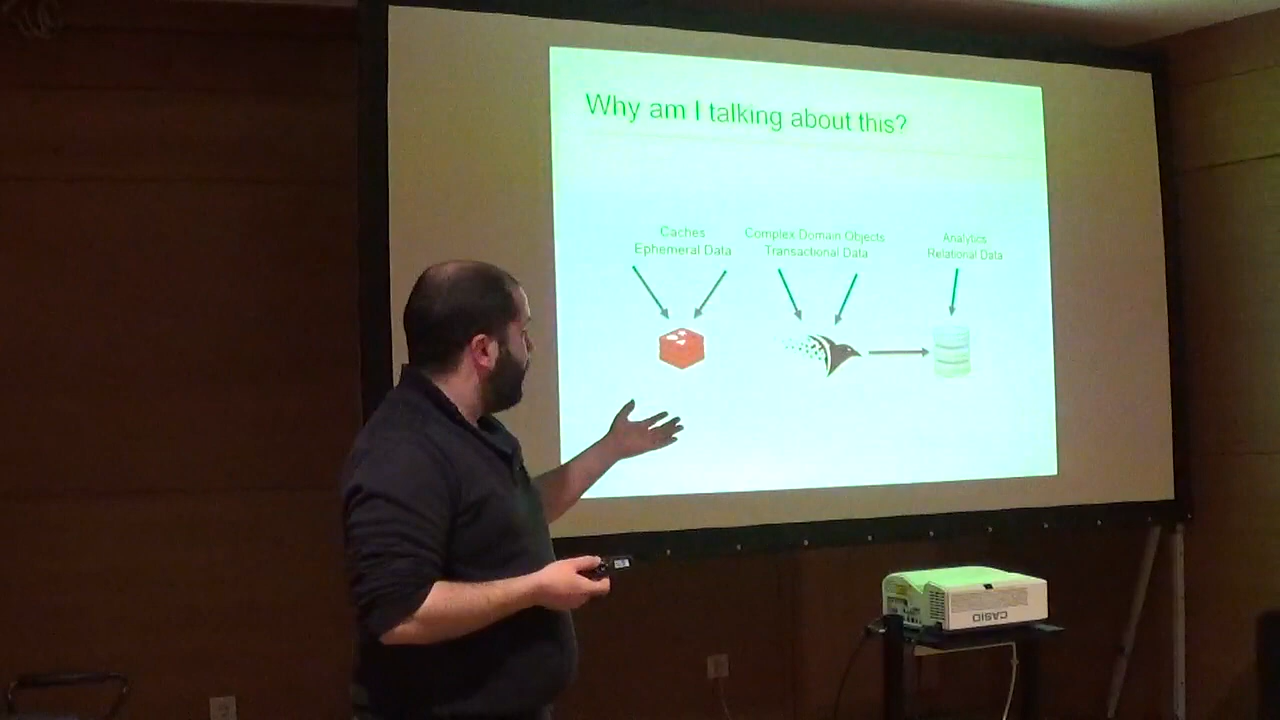 Why am I talking about this?
Caches
Ephemeral Data
Complex Domain Objects
Transactional Data
Analytics
Relational Data
CASIO